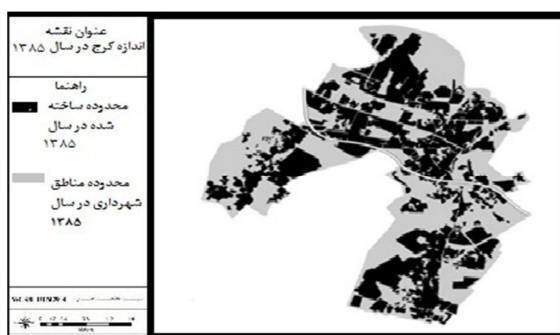 عنوان نقشه
اندازه کرج در سال ۱۳۸۵
راهنما
محدوده ساخته
شده در سال
۱۳۸۵
محدوده مناطق
شهرداری در سال
۱۳۸۵